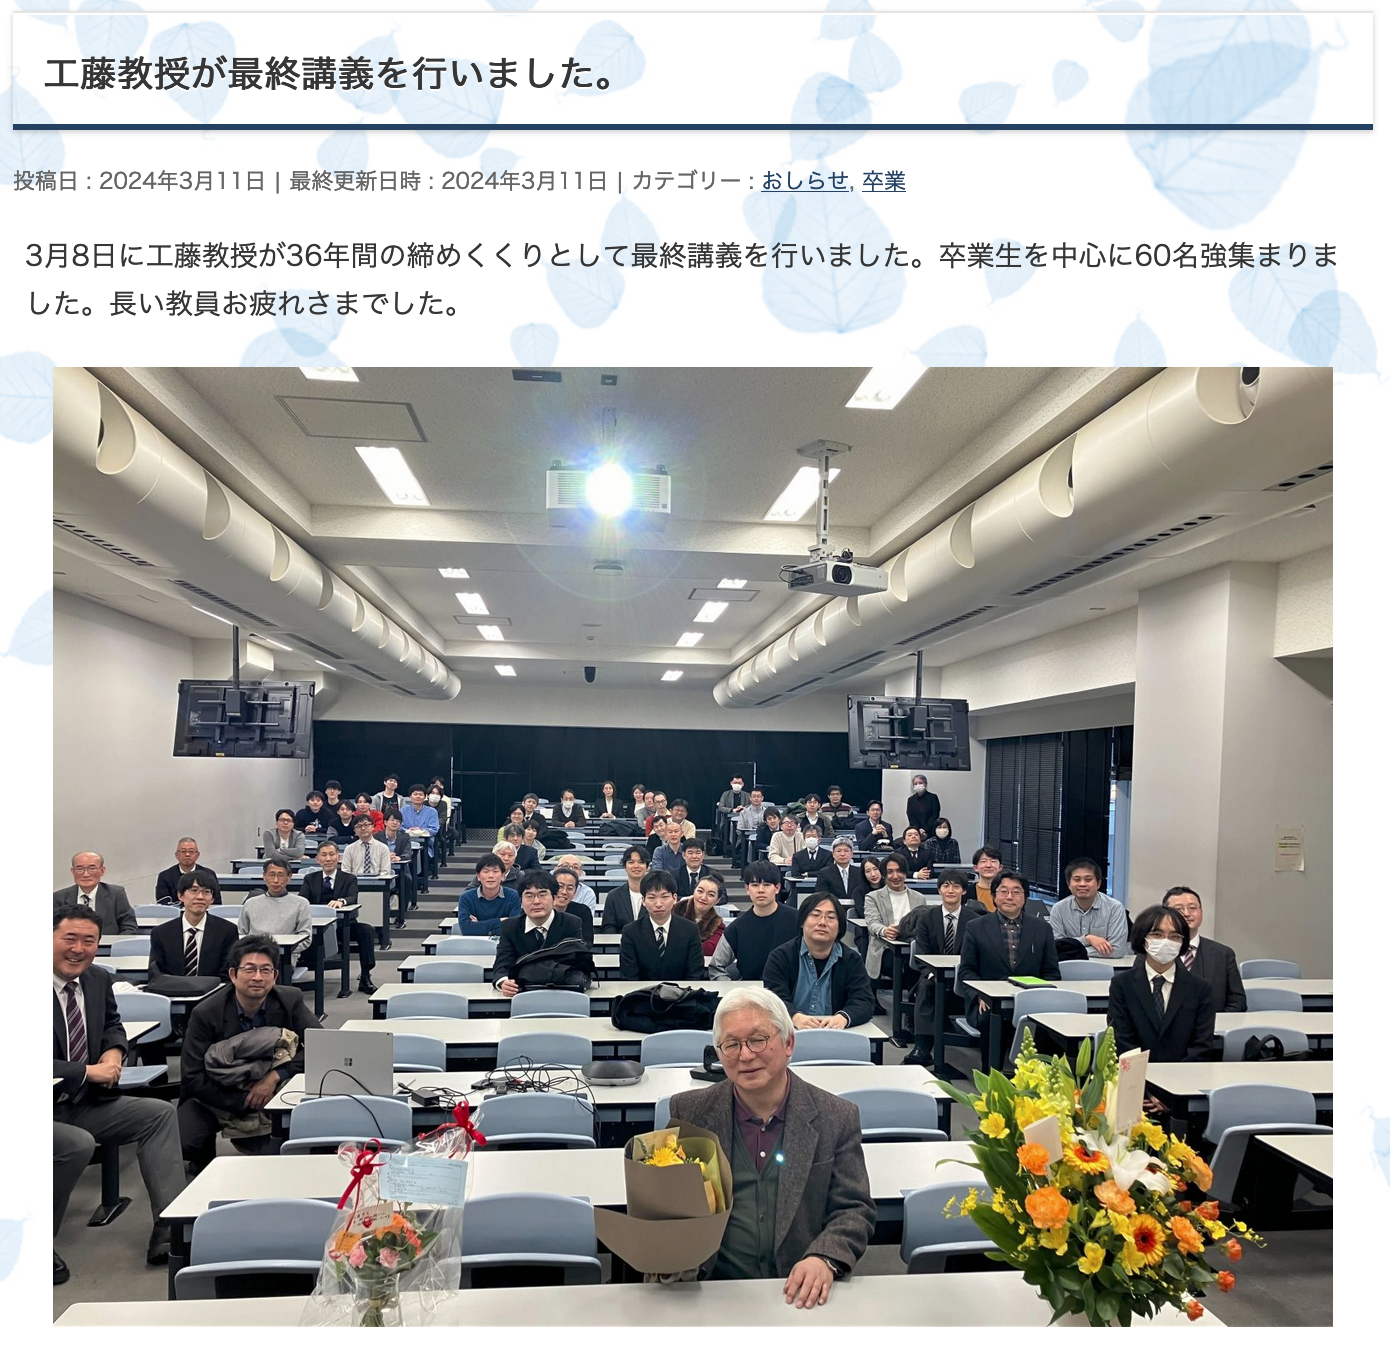 工藤教授が最終講義を行いました。
投稿日 : 2024年3月11日 | 最終更新日時 : 2024年3月11日 | カテゴリー : おしらせ, 卒業
3月8日に工藤教授が36年間の締めくくりとして最終講義を行いました。卒業生を中心に60名強集まりま
した。長い教員お疲れさまでした。